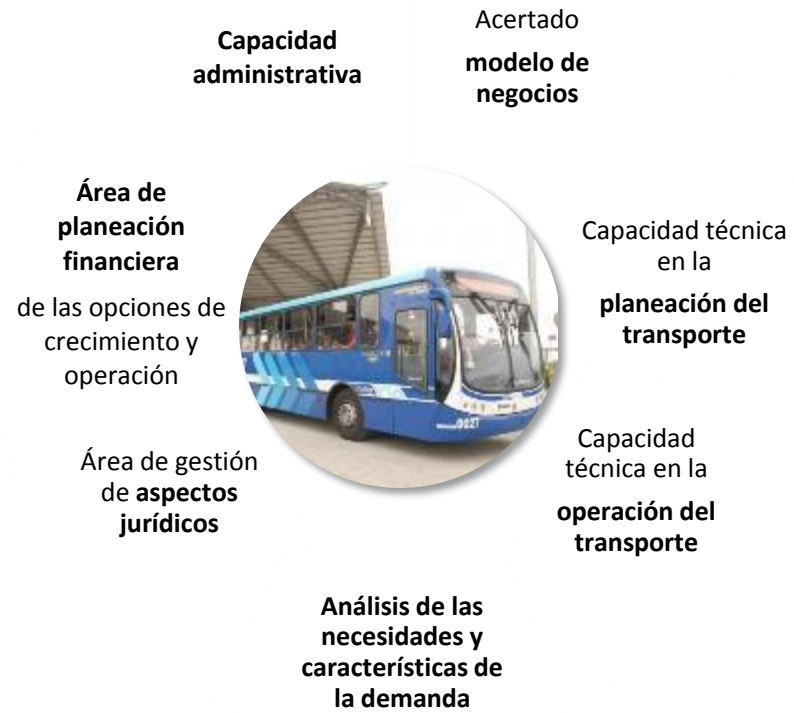 Capacidad
administrativa
Acertado
modelo de
negocios
Capacidad técnica
en la
planeación del
transporte
Capacidad
técnica en la
operación del
transporte
Análisis de las
necesidades y
características de
la demanda
Área de gestión
de aspectos
jurídicos
Área de
planeación
financiera
de las opciones de
crecimiento y
operación
0027